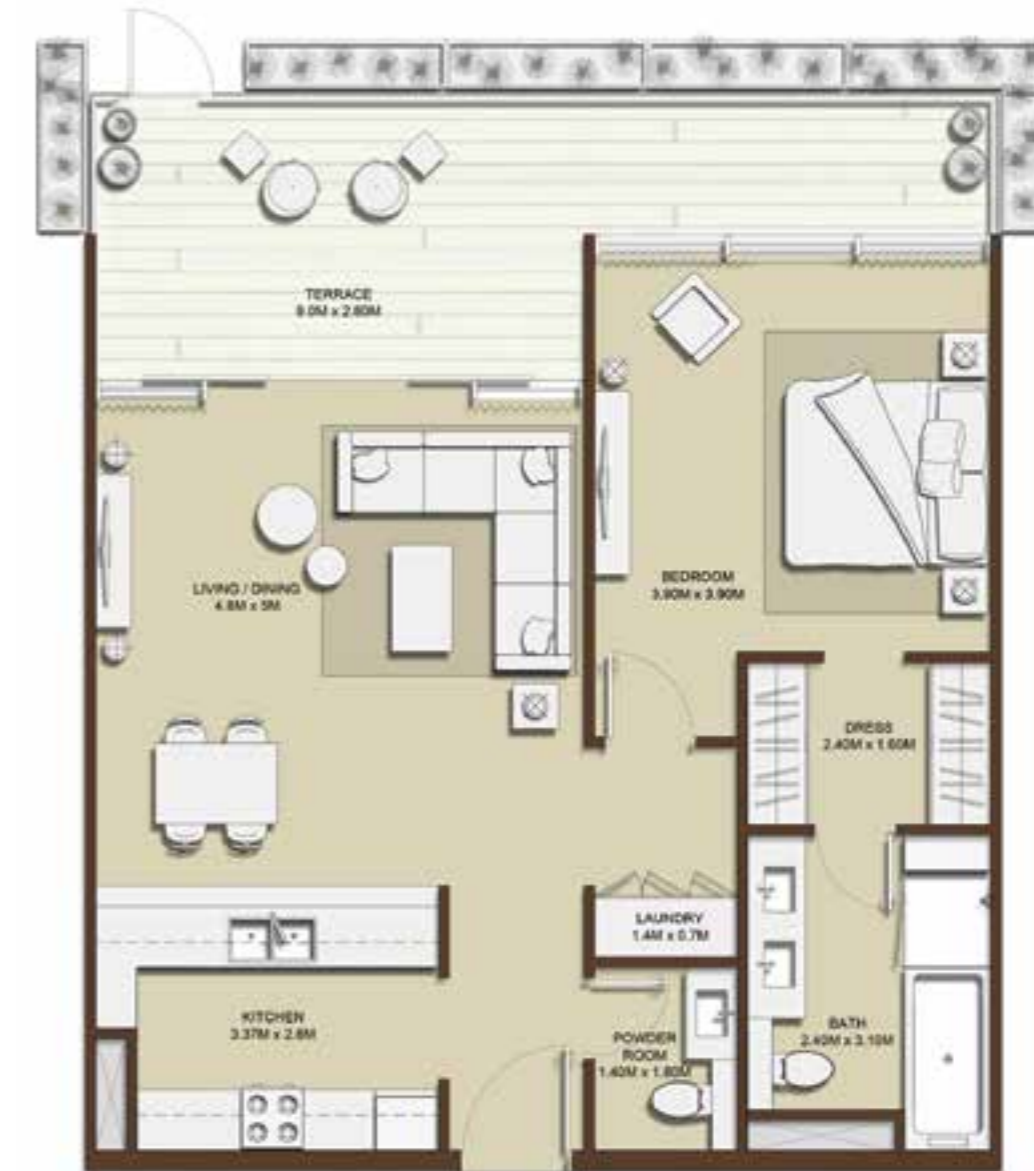 TERRACE
9.0M x 2.80M
LIVING / DINING
4.8M x 5M
BEDROOM
3.90M x 3.90M
DRESS
2.40M x 1.60M
LAUNDRY
1.4M x 0.7M
KITCHEN
3.37M x 2.8M
POWDER
ROOM
1.40M x 1.80M
BATH
2.40M x 3.10M